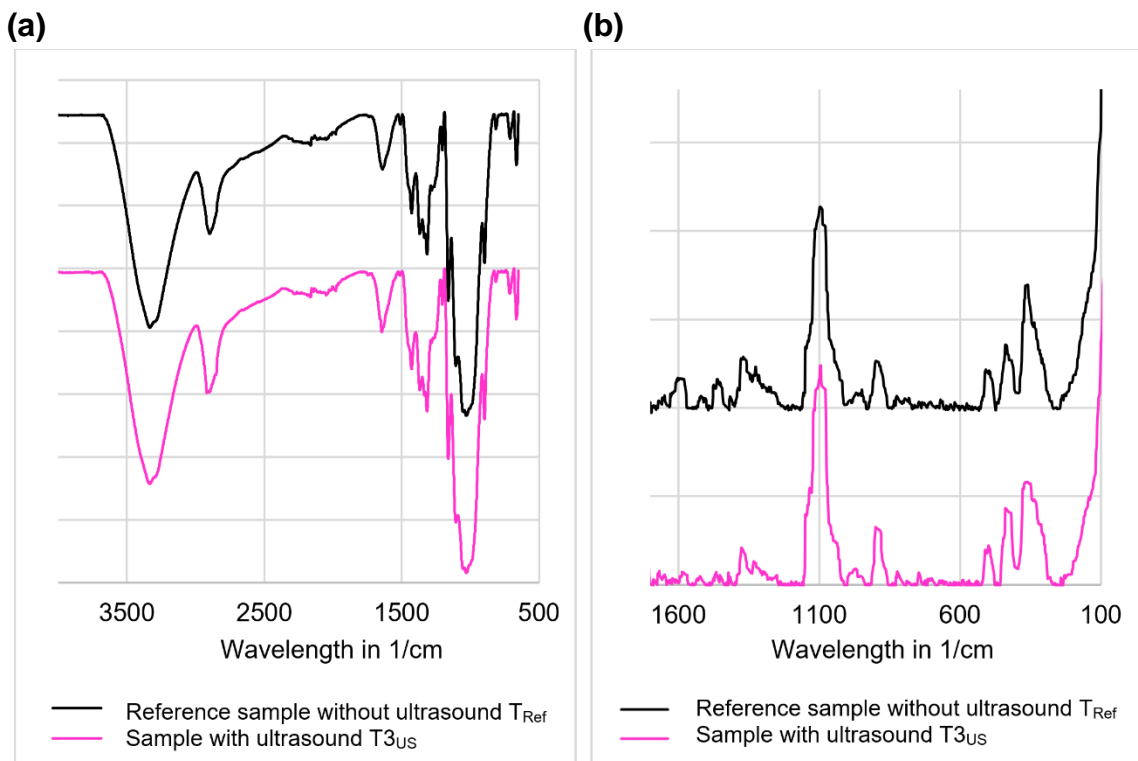 (a)
3500 2500 1500 500
Wavelength in 1/cm
Reference sample without ultrasound TRef
Sample with ultrasound T3US
(b)
1600 1100 600 100
Wavelength in 1/cm
Reference sample without ultrasound TRef
Sample with ultrasound T3US